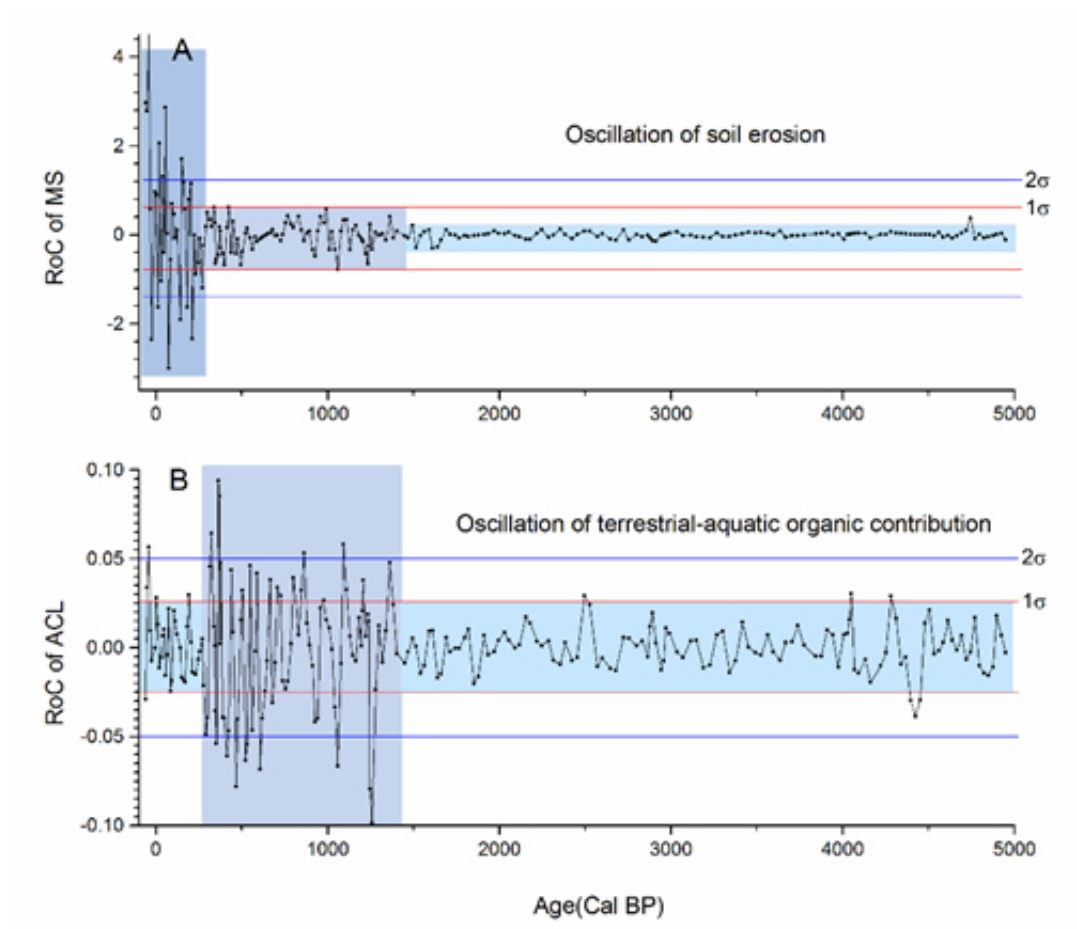 A
4
2
0
-2
RoC of MS
Oscillation of soil erosion
2σ
1σ
0 1000 2000 3000 4000 5000
B
0.10
0.05
0.00
-0.05
-0.10
RoC of ACL
Oscillation of terrestrial-aquatic organic contribution
2σ
1σ
0 1000 2000 3000 4000 5000
Age(Cal BP)